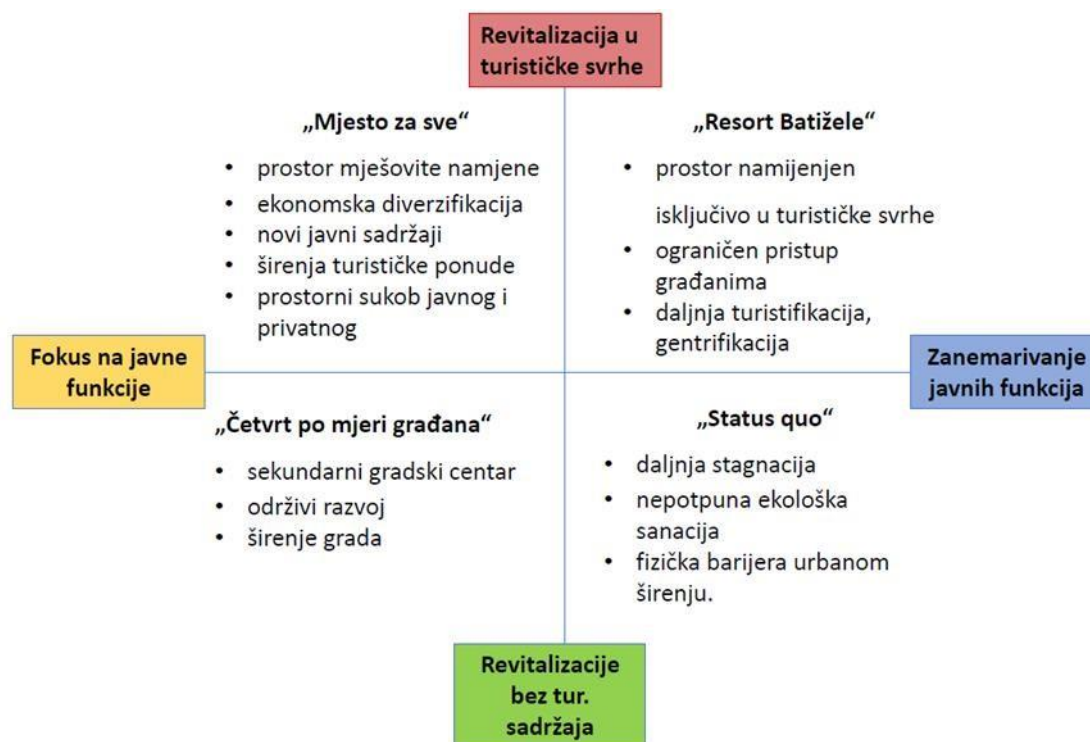 Revitalizacija u
turističke svrhe
„Mjesto za sve“
• prostor mješovite namjene
• ekonomska diverzifikacija
• novi javni sadržaji
• širenja turističke ponude
• prostorni sukob javnog i
privatnog
„Resort Batižele“
• prostor namijenjen
isključivo u turističke svrhe
• ograničen pristup
građanima
• daljnja turistifikacija,
gentrifikacija
Fokus na javne
funkcije
Zanemarivanje
javnih funkcija
„Četvrt po mjeri građana“
• sekundarni gradski centar
• održivi razvoj
• širenje grada
„Status quo“
• daljnja stagnacija
• nepotpuna ekološka
sanacija
• fizička barijera urbanom
širenju.
Revitalizacije
bez tur.
sadržaja